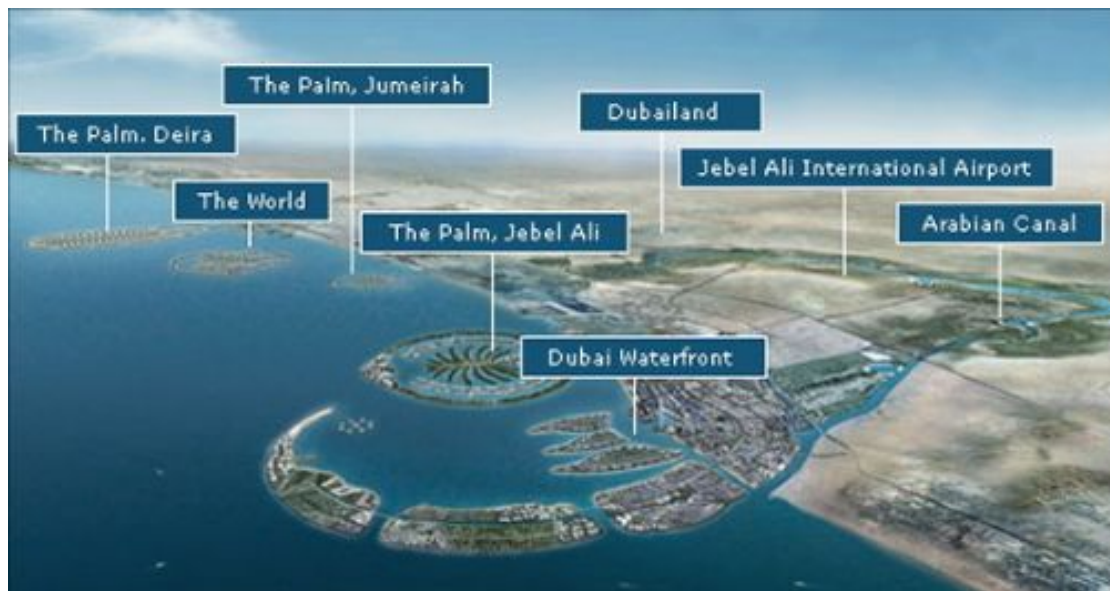 The Palm, Jumeirah
Dubailand
The Palm. Deira
Jebel Ali International Airport
The World
The Palm, Jebel Ali
Arabian Canal
Dubai Waterfront